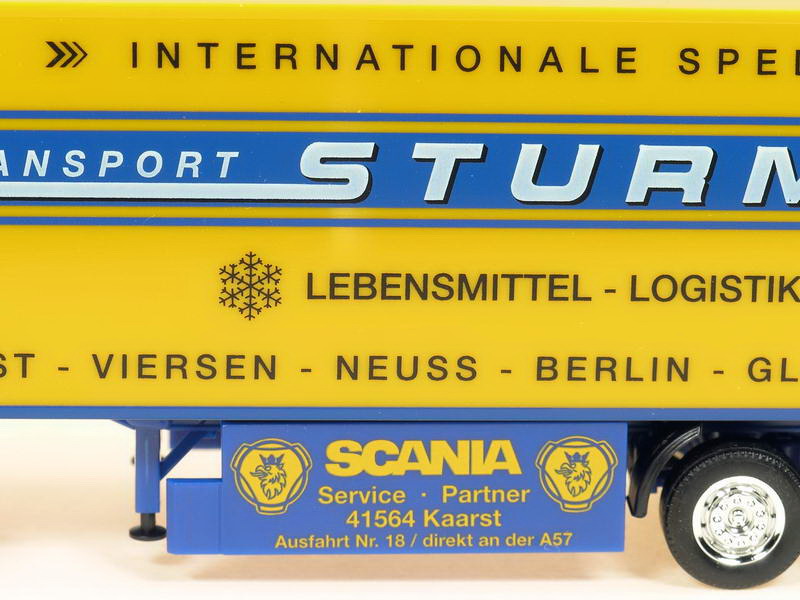 INTERNATIONALE SPED
ANSPORT STURM
LEBENSMITTEL - LOGISTIK
ST - VIERSEN - NEUSS - BERLIN - GL
SCANIA
Service · Partner
41564 Kaarst
Ausfahrt Nr. 18 / direkt an der A57